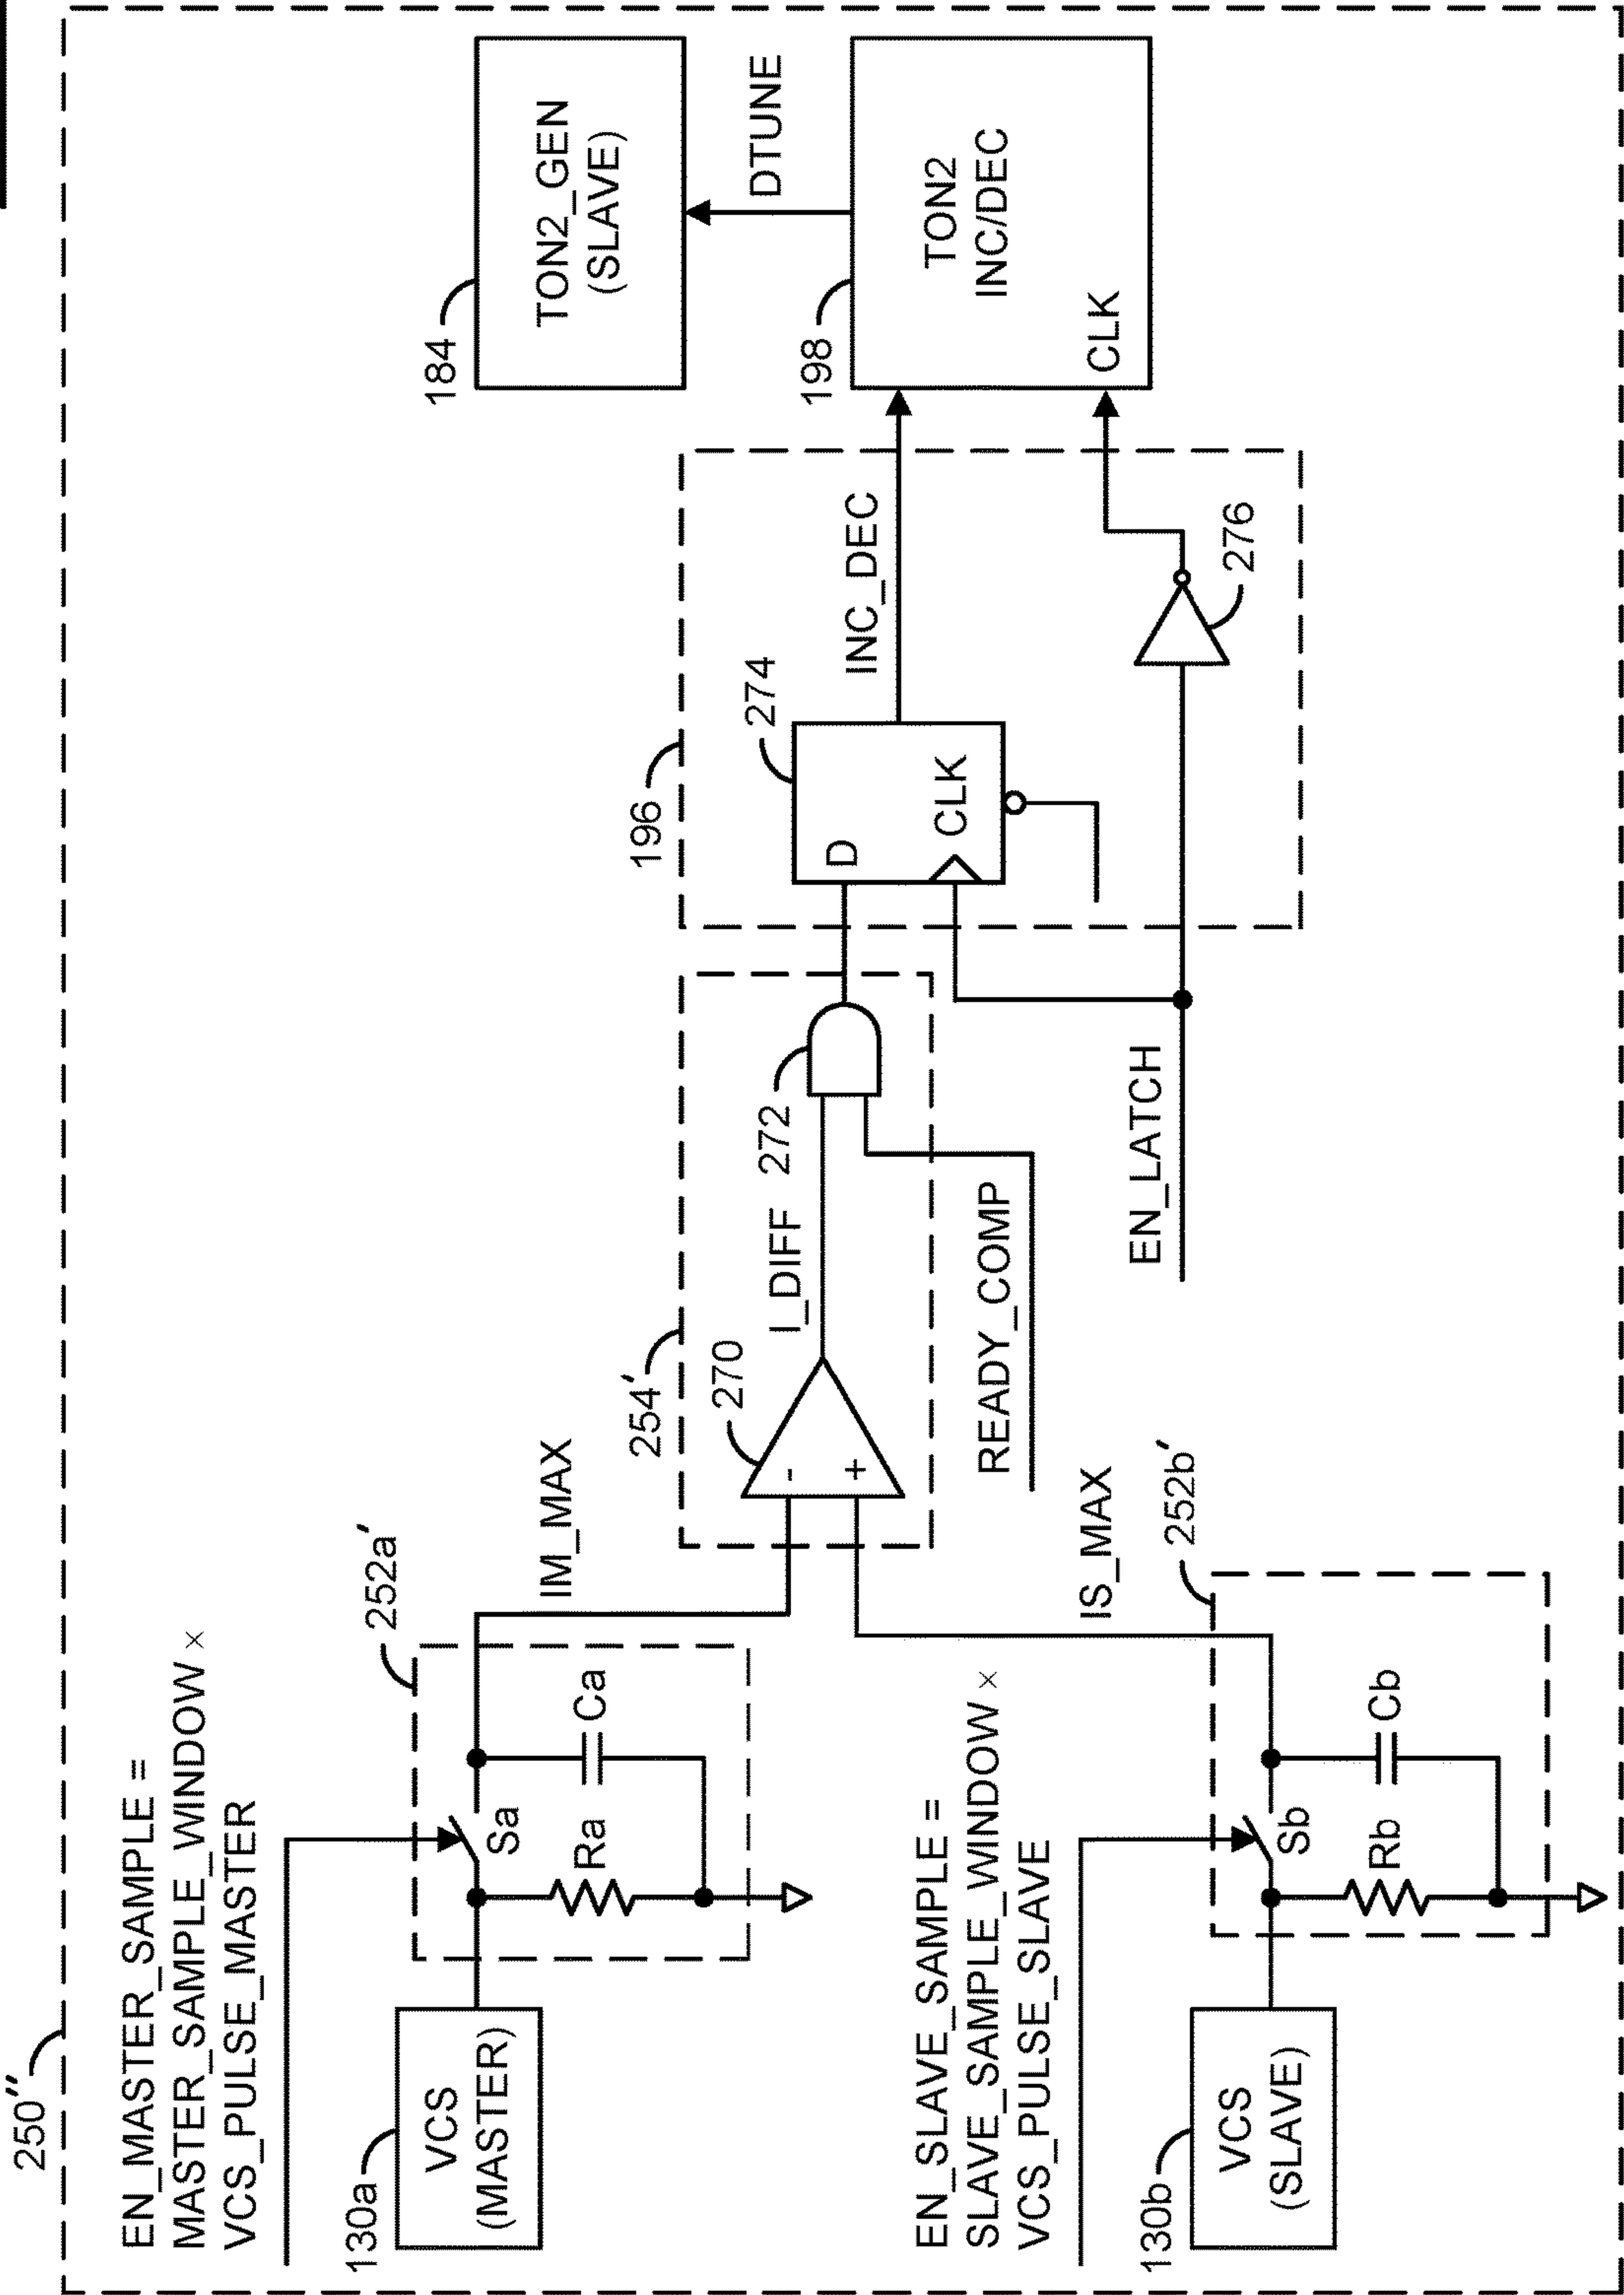 250''
EN_MASTER_SAMPLE =
MASTER_SAMPLE_WINDOW ×
VCS_PULSE_MASTER
130a
VCS
(MASTER)
252a'
Sa
Ra
Ca
IM_MAX
EN_SLAVE_SAMPLE =
SLAVE_SAMPLE_WINDOW ×
VCS_PULSE_SLAVE
130b
VCS
(SLAVE)
252b'
Sb
Rb
Cb
IS_MAX
254'
270
-
+
I_DIFF
272
READY_COMP
EN_LATCH
196
274
D
CLK
INC_DEC
276
184
TON2_GEN
(SLAVE)
DTUNE
198
TON2
INC/DEC
CLK